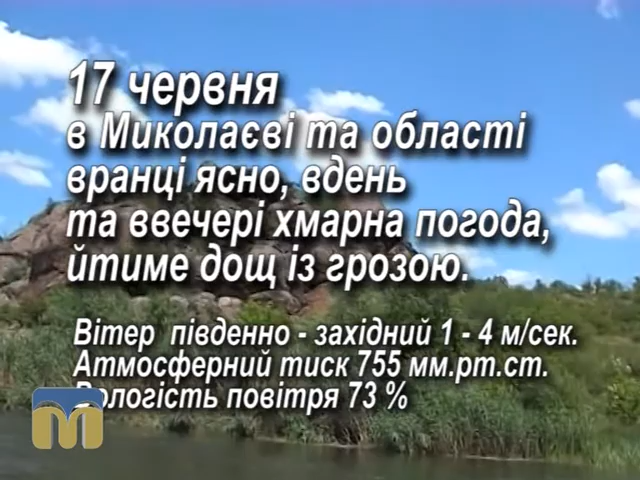 17 червня
в Миколаєві та області
вранці ясно, вдень
та ввечері хмарна погода,
йтиме дощ із грозою.
Вітер південно - західний 1 - 4 м/сек.
Атмосферний тиск 755 мм.рт.ст.
Вологість повітря 73 %
М